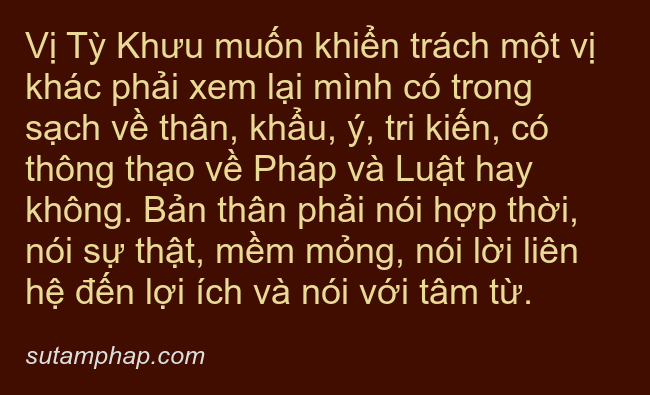 Vị Tỳ Khưu muốn khiển trách một vị
khác phải xem lại mình có trong
sạch về thân, khẩu, ý, tri kiến, có
thông thạo về Pháp và Luật hay
không. Bản thân phải nói hợp thời,
nói sự thật, mềm mỏng, nói lời liên
hệ đến lợi ích và nói với tâm từ.
sutamphap.com